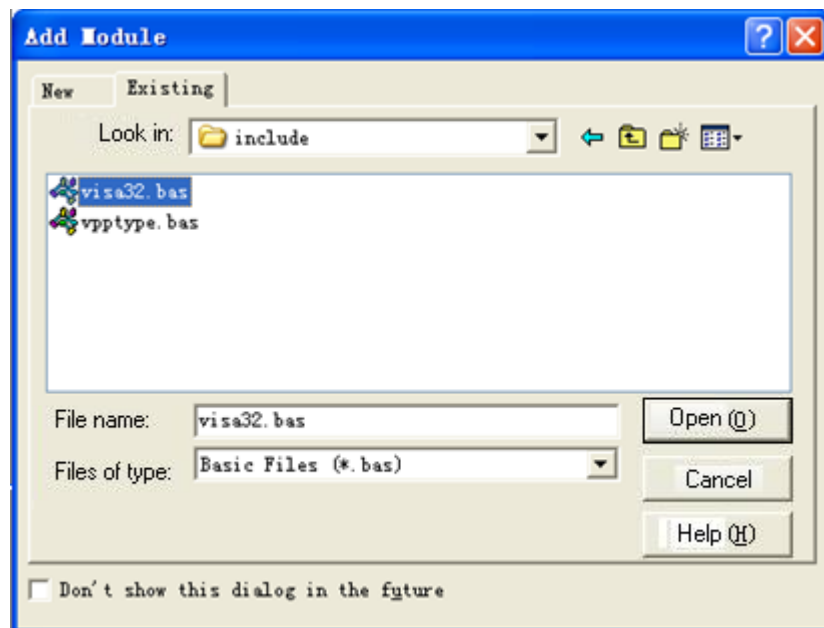 Add Module
New Existing
Look in: include
visa32.bas
vpptype.bas
File name: visa32.bas Open (O)
Files of type: Basic Files (*.bas) Cancel
Help (H)
Don't show this dialog in the future